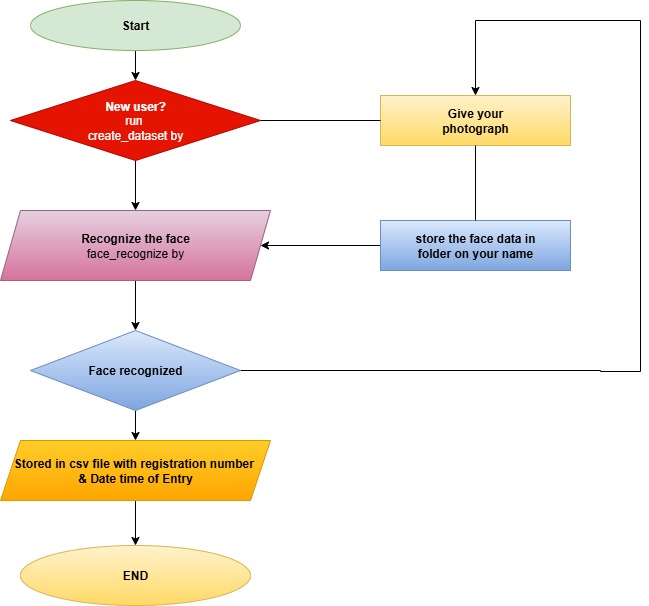 Start
New user?
run
create_dataset by
Give your
photograph
Recognize the face
face_recognize by
store the face data in
folder on your name
Face recognized
Stored in csv file with registration number
& Date time of Entry
END